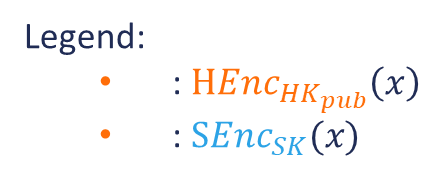 Legend:
• : HEnc_{HK_{pub}}(x)
• : SEnc_{SK}(x)